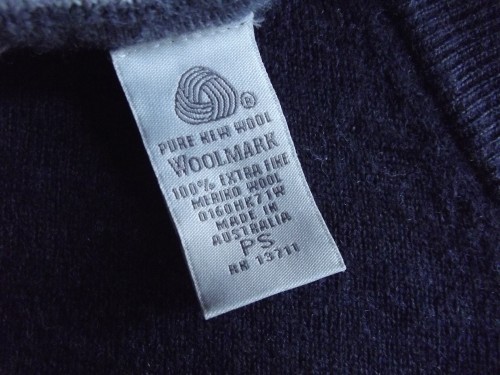 ®
PURE NEW WOOL
WOOLMARK
100% EXTRA FINE
MERINO WOOL
0160HK71W
MADE IN
AUSTRALIA
PS
RN 13711